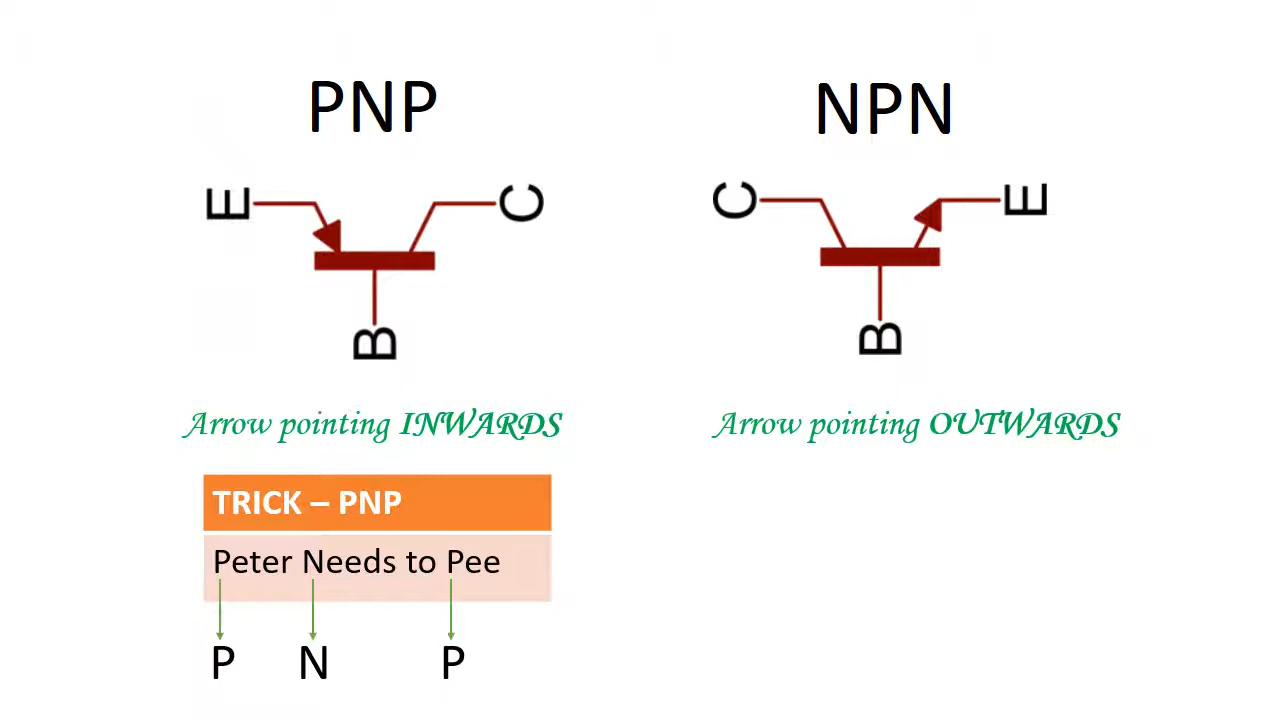 PNP
E
C
B
Arrow pointing INWARDS
TRICK – PNP
Peter Needs to Pee
P N P
NPN
C
E
B
Arrow pointing OUTWARDS